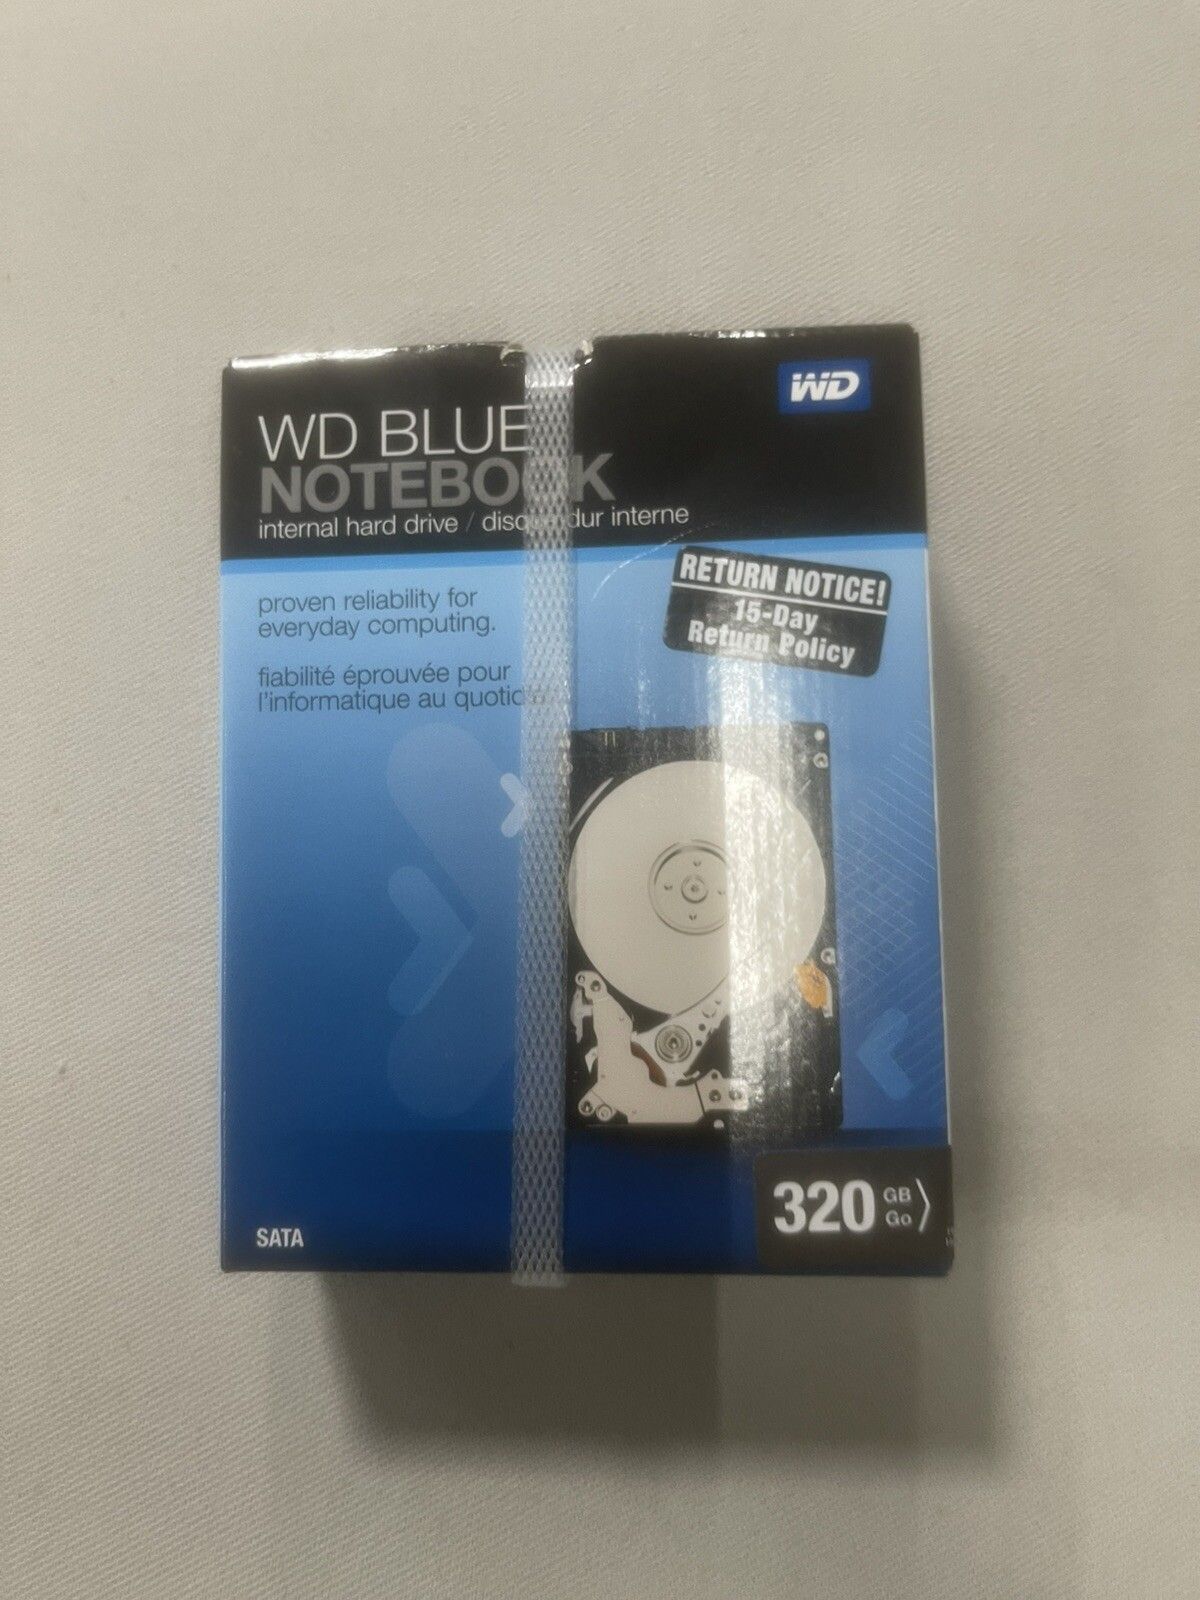 WD
WD BLUE
NOTEBOOK
internal hard drive / disque dur interne
proven reliability for
everyday computing.
fiabilité éprouvée pour
l'informatique au quotidien
RETURN NOTICE!
15-Day
Return Policy
SATA
320 GB
Go